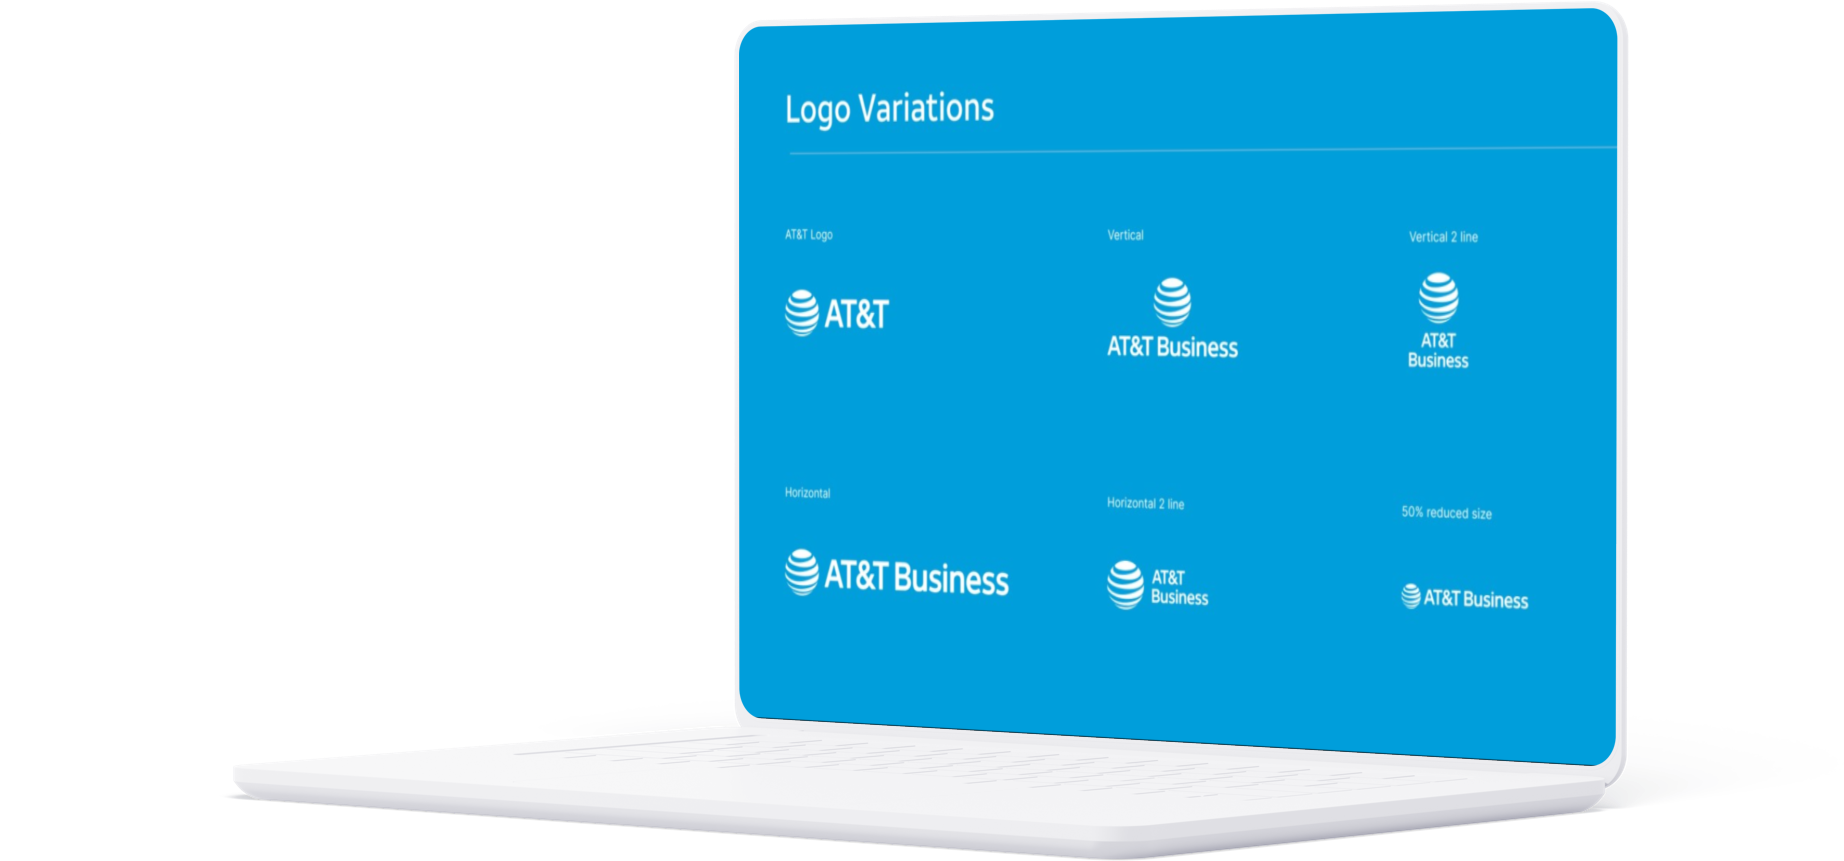 Logo Variations
AT&T Logo
Vertical
Vertical 2 line
AT&T
AT&T Business
AT&T
Business
Horizontal
Horizontal 2 line
50% reduced size
AT&T Business
AT&T
Business
AT&T Business